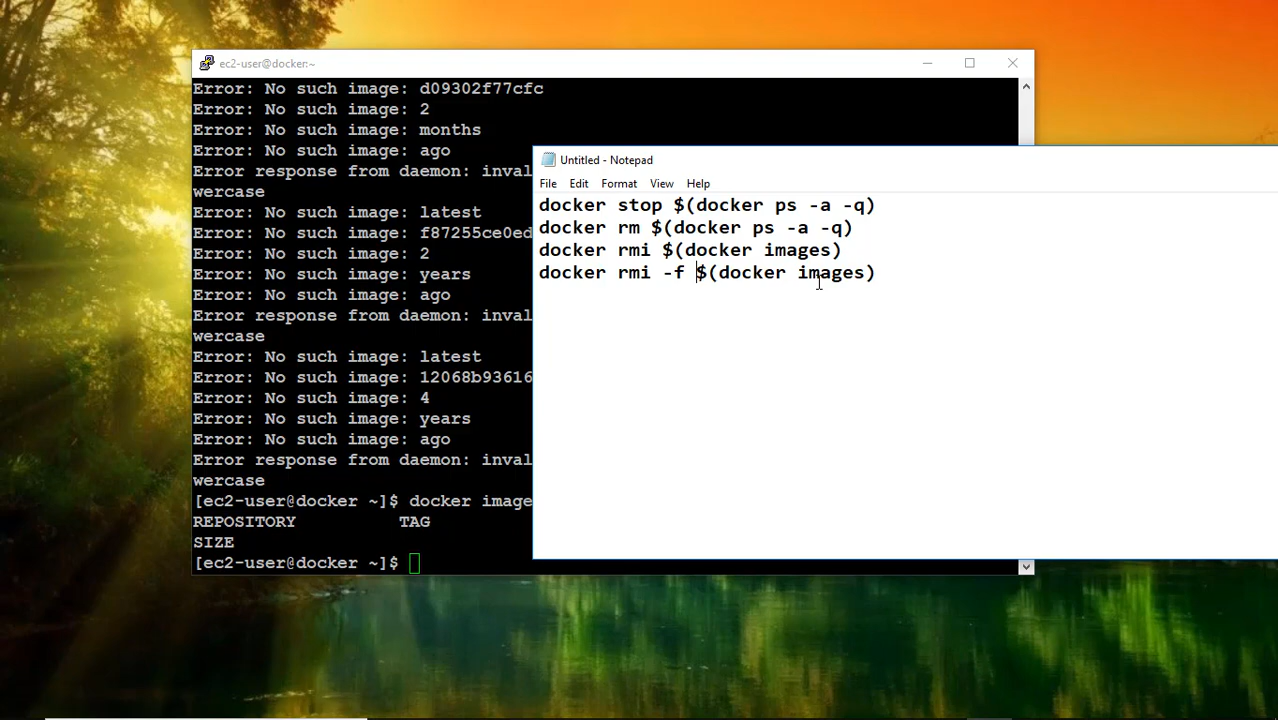 ec2-user@docker:~
Error: No such image: d09302f77cfc
Error: No such image: 2
Error: No such image: months
Error: No such image: ago
Error response from daemon: inval
wercase
Error: No such image: latest
Error: No such image: f87255ce0ed
Error: No such image: 2
Error: No such image: years
Error: No such image: ago
Error response from daemon: inval
wercase
Error: No such image: latest
Error: No such image: 12068b93616
Error: No such image: 4
Error: No such image: years
Error: No such image: ago
Error response from daemon: inval
wercase
[ec2-user@docker ~]$ docker image
REPOSITORY TAG
SIZE
[ec2-user@docker ~]$
Untitled - Notepad
File Edit Format View Help
docker stop $(docker ps -a -q)
docker rm $(docker ps -a -q)
docker rmi $(docker images)
docker rmi -f $(docker images)